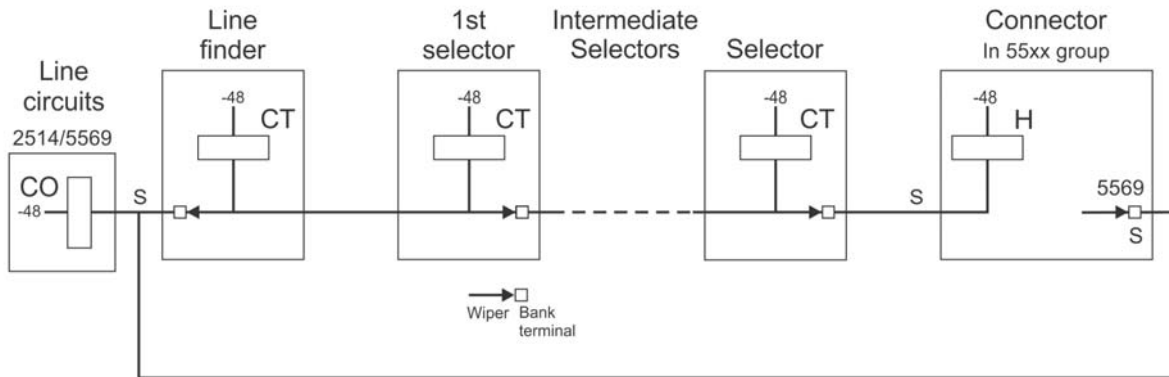 Line
circuits
2514/5569
CO
-48
S
Line
finder
-48
CT
1st
selector
-48
CT
Intermediate
Selectors
Selector
-48
CT
S
Connector
In 55xx group
-48
H
5569
S
Wiper
Bank
terminal